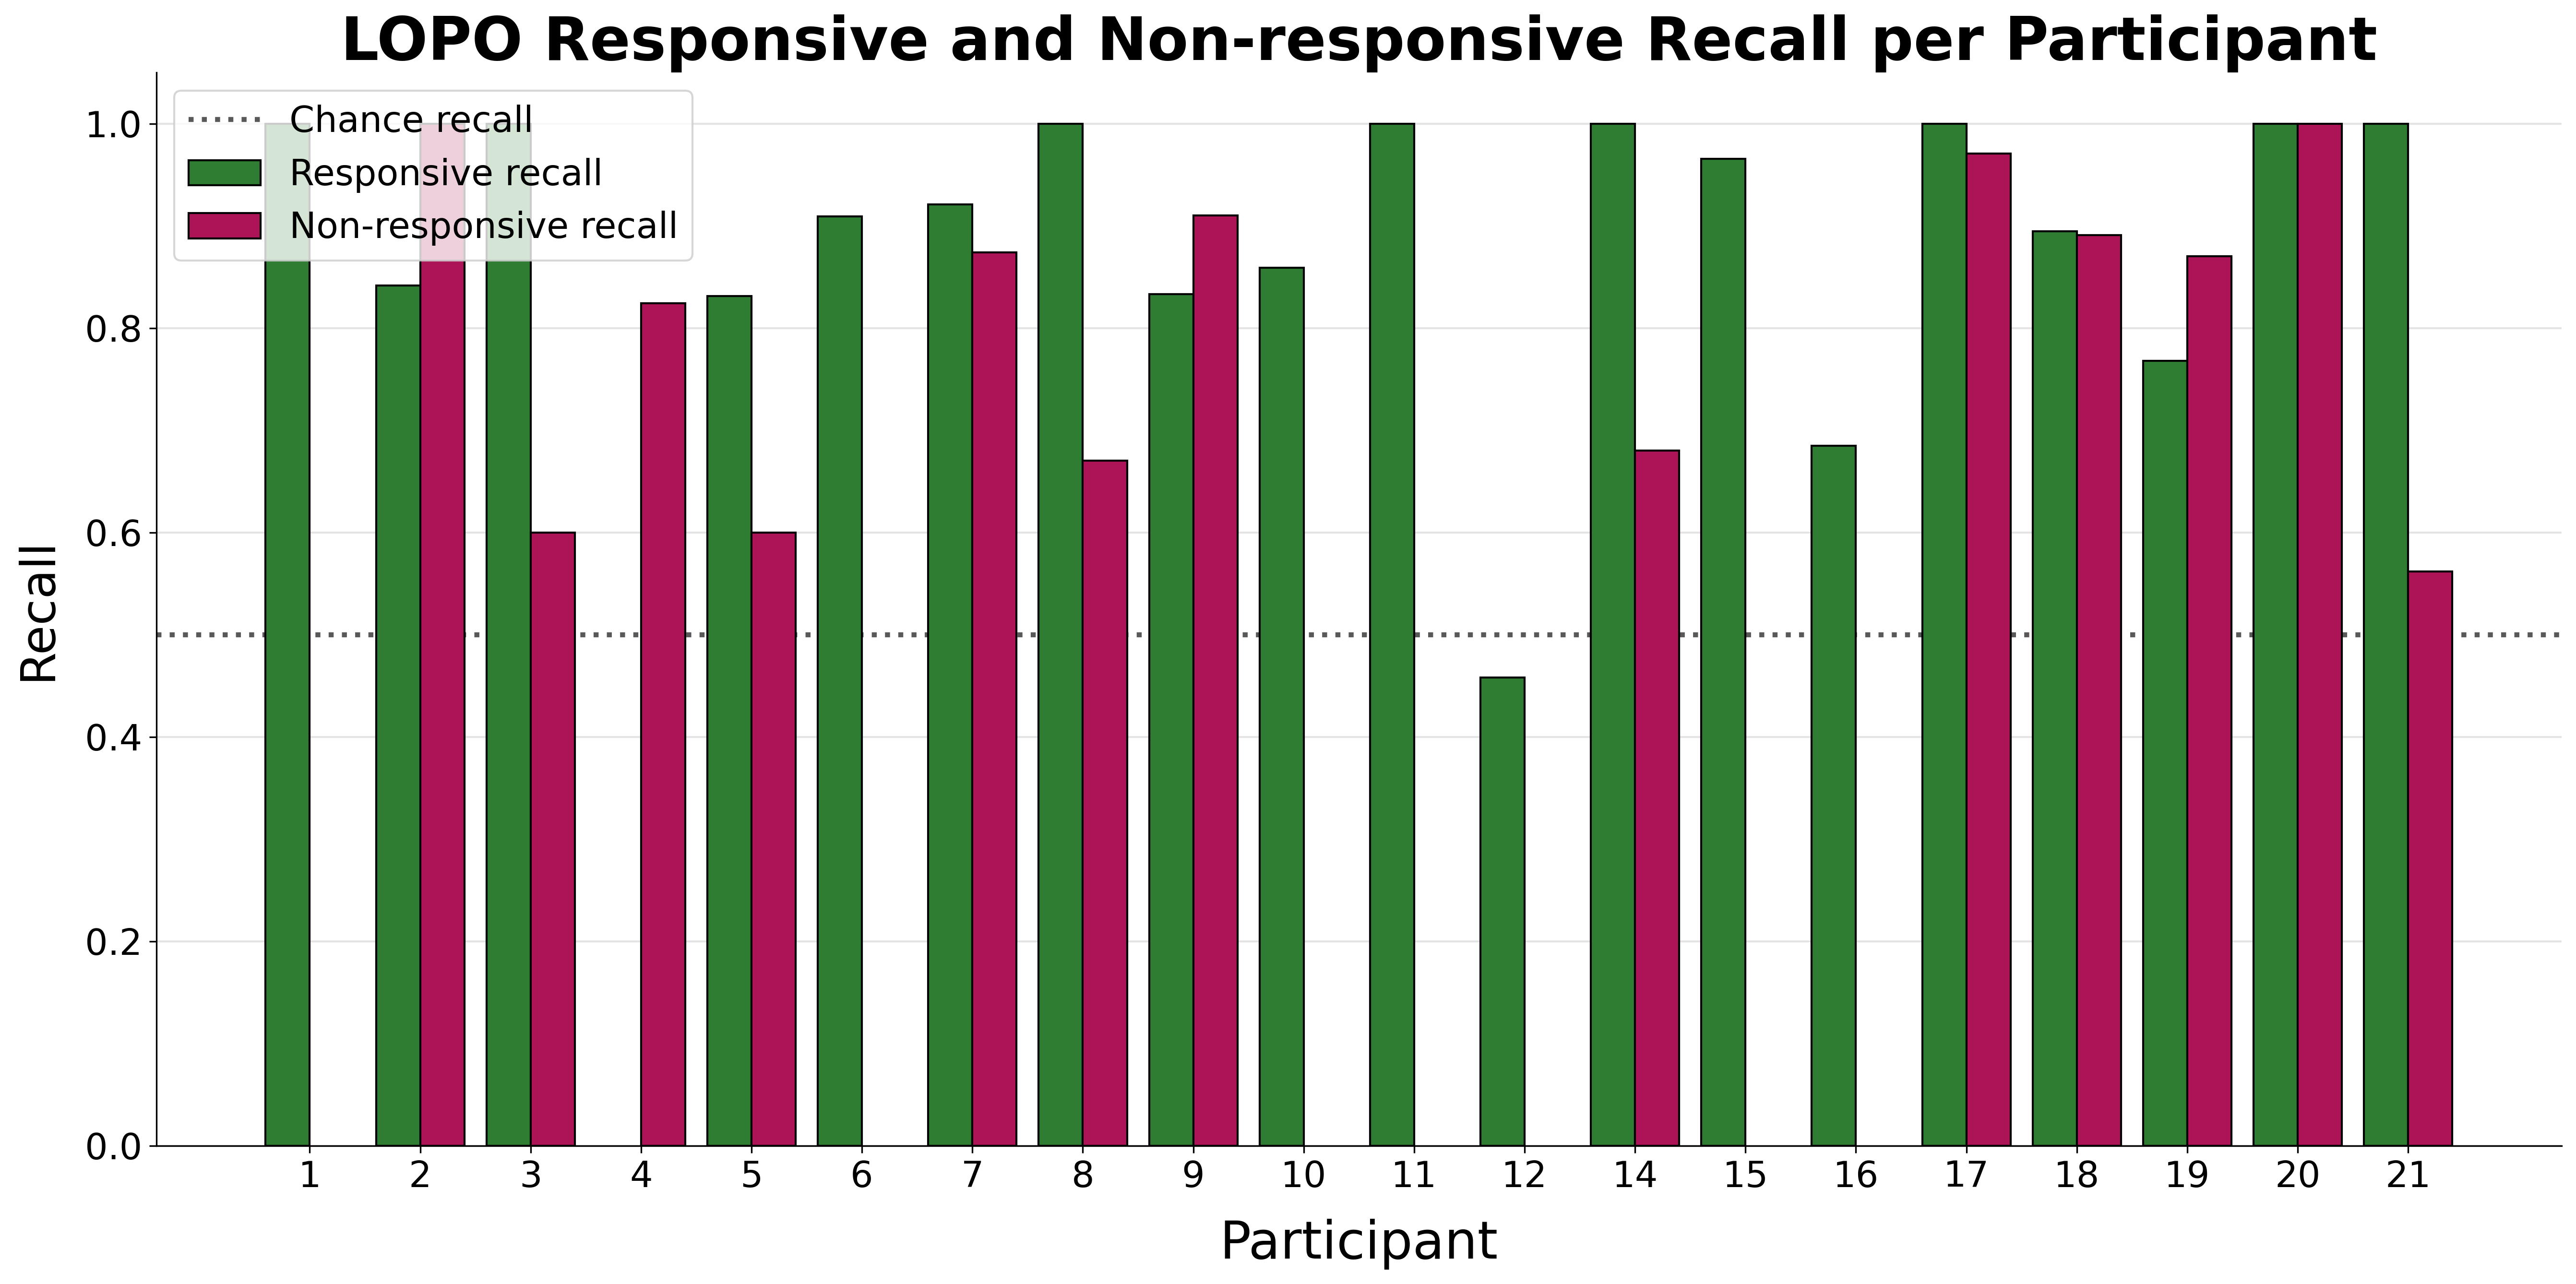 LOPO Responsive and Non-responsive Recall per Participant
Chance recall
Responsive recall
Non-responsive recall
1.0
0.8
0.6
0.4
0.2
0.0
Recall
1 2 3 4 5 6 7 8 9 10 11 12 14 15 16 17 18 19 20 21
Participant